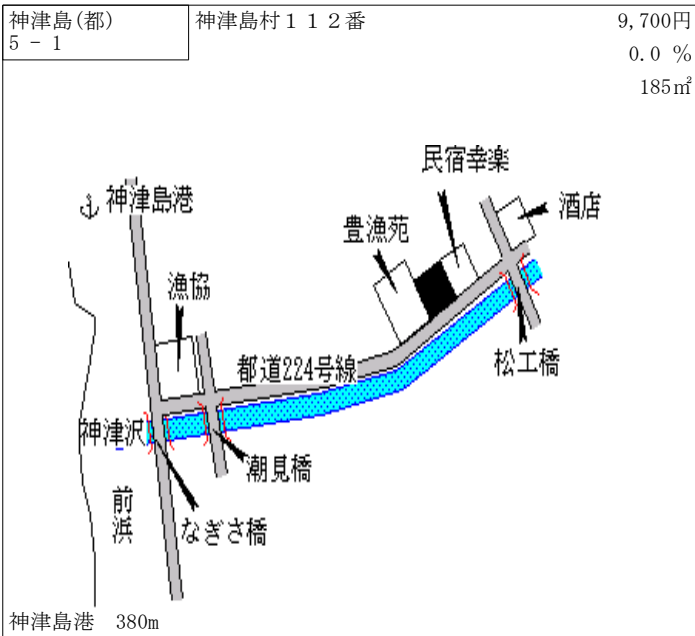 神津島(都)
5 - 1
神津島村１１２番
9,700円
0.0 %
185㎡
民宿幸楽
神津島港
酒店
豊漁苑
漁協
都道224号線
松工橋
神津沢
潮見橋
前浜
なぎさ橋
神津島港 380m